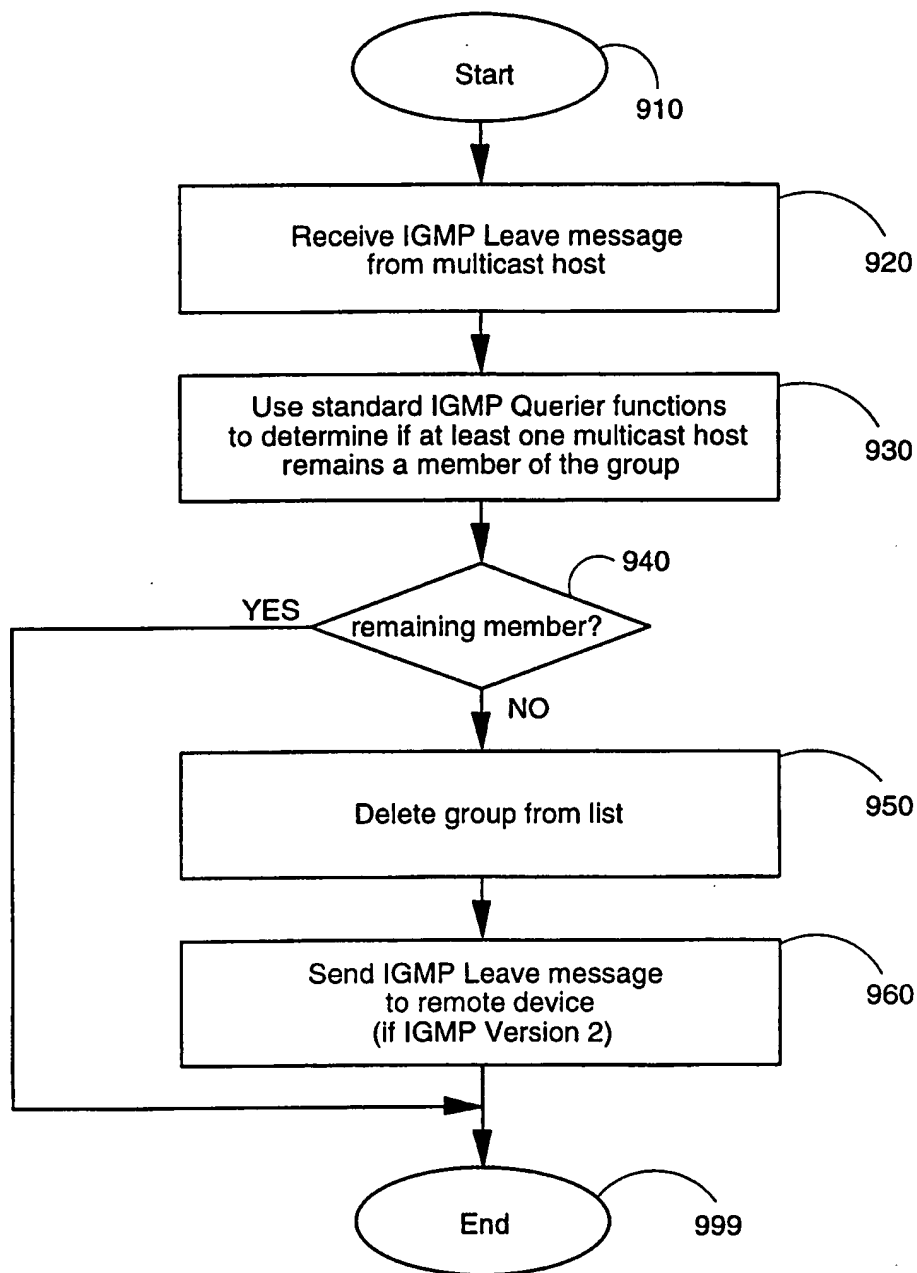 Start
910
Receive IGMP Leave message
from multicast host
920
Use standard IGMP Querier functions
to determine if at least one multicast host
remains a member of the group
930
940
YES
remaining member?
NO
Delete group from list
950
Send IGMP Leave message
to remote device
(if IGMP Version 2)
960
End
999